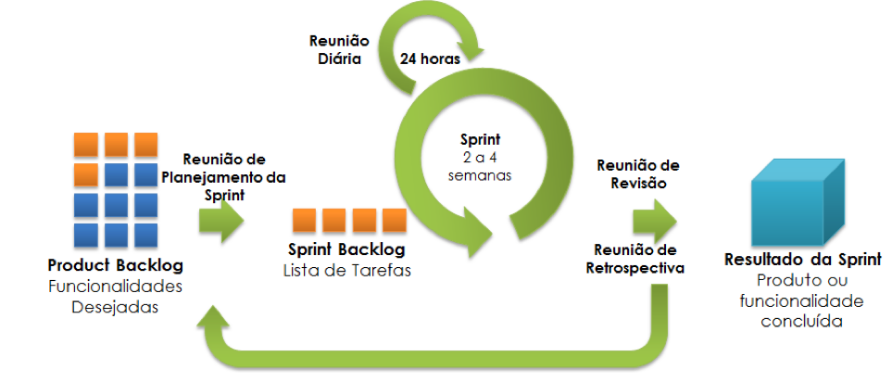 Reunião
Diária
24 horas
Reunião de
Planejamento da
Sprint
Sprint
2 a 4
semanas
Reunião de
Revisão
Product Backlog
Funcionalidades
Desejadas
Sprint Backlog
Lista de Tarefas
Reunião de
Retrospectiva
Resultado da Sprint
Produto ou
funcionalidade
concluída